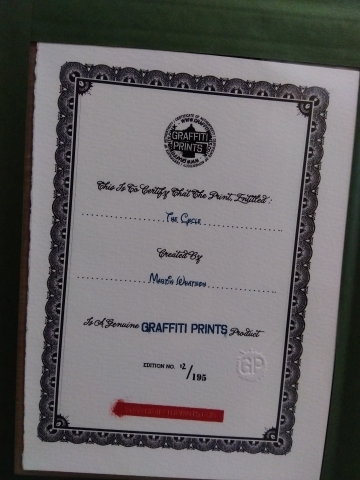 GRAFFITI
PRINTS
This Is To Certify That The Print, Entitled:
The Cycle
Created By
Martin Whatson
Is A Genuine GRAFFITI PRINTS Product
EDITION NO. 12/195
GP